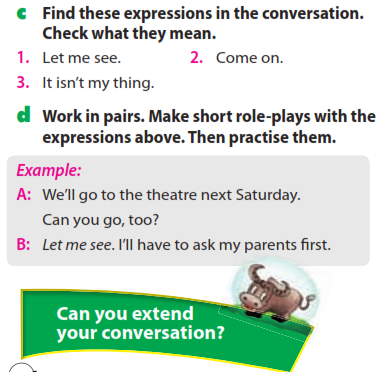 c Find these expressions in the conversation.
Check what they mean.
1. Let me see. 2. Come on.
3. It isn't my thing.
d Work in pairs. Make short role-plays with the
expressions above. Then practise them.
Example:
A: We'll go to the theatre next Saturday.
Can you go, too?
B: Let me see. I'll have to ask my parents first.
Can you extend
your conversation?